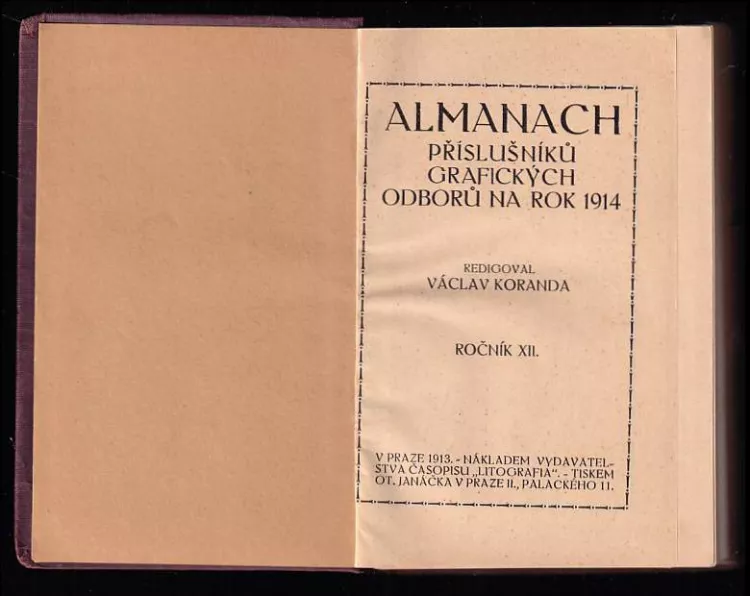 ALMANACH
PŘÍSLUŠNÍKŮ
GRAFICKÝCH
ODBORŮ NA ROK 1914
REDIGOVAL
VÁCLAV KORANDA
ROČNÍK XII.
V PRAZE 1913. - NÁKLADEM VYDAVATEL-
STVA ČASOPISU „LITOGRAFIA“. - TISKEM
OT. JANÁČKA V PRAZE II., PALACKÉHO 11.